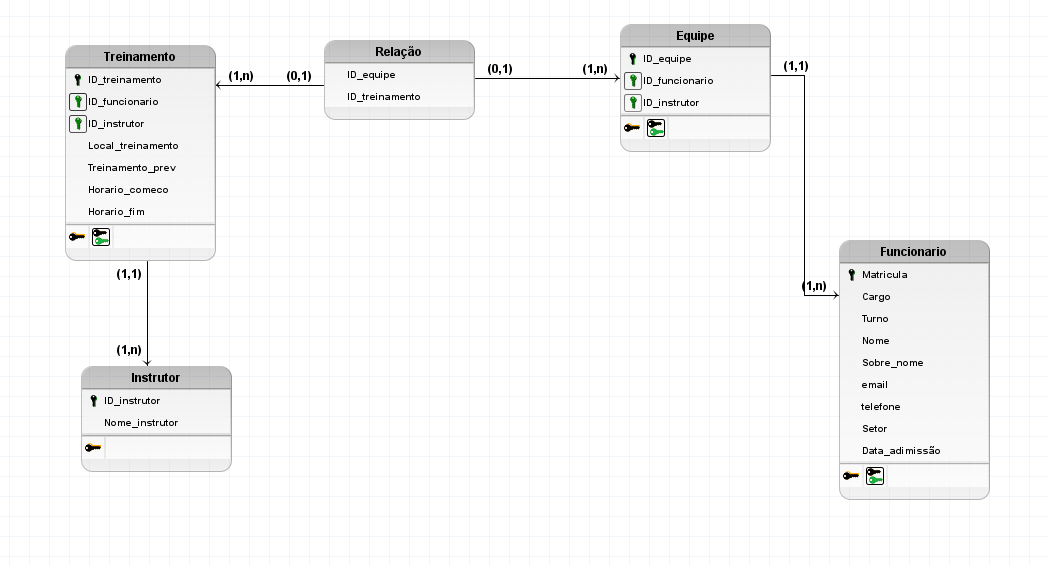 Treinamento
ID_treinamento
ID_funcionario
ID_instrutor
Local_treinamento
Treinamento_prev
Horario_comeco
Horario_fim
(1,n)
(0,1)
Relação
ID_equipe
ID_treinamento
(0,1)
(1,n)
Equipe
ID_equipe
ID_funcionario
ID_instrutor
(1,1)
(1,n)
Funcionario
Matricula
Cargo
Turno
Nome
Sobre_nome
email
telefone
Setor
Data_adimissão
(1,1)
(1,n)
Instrutor
ID_instrutor
Nome_instrutor